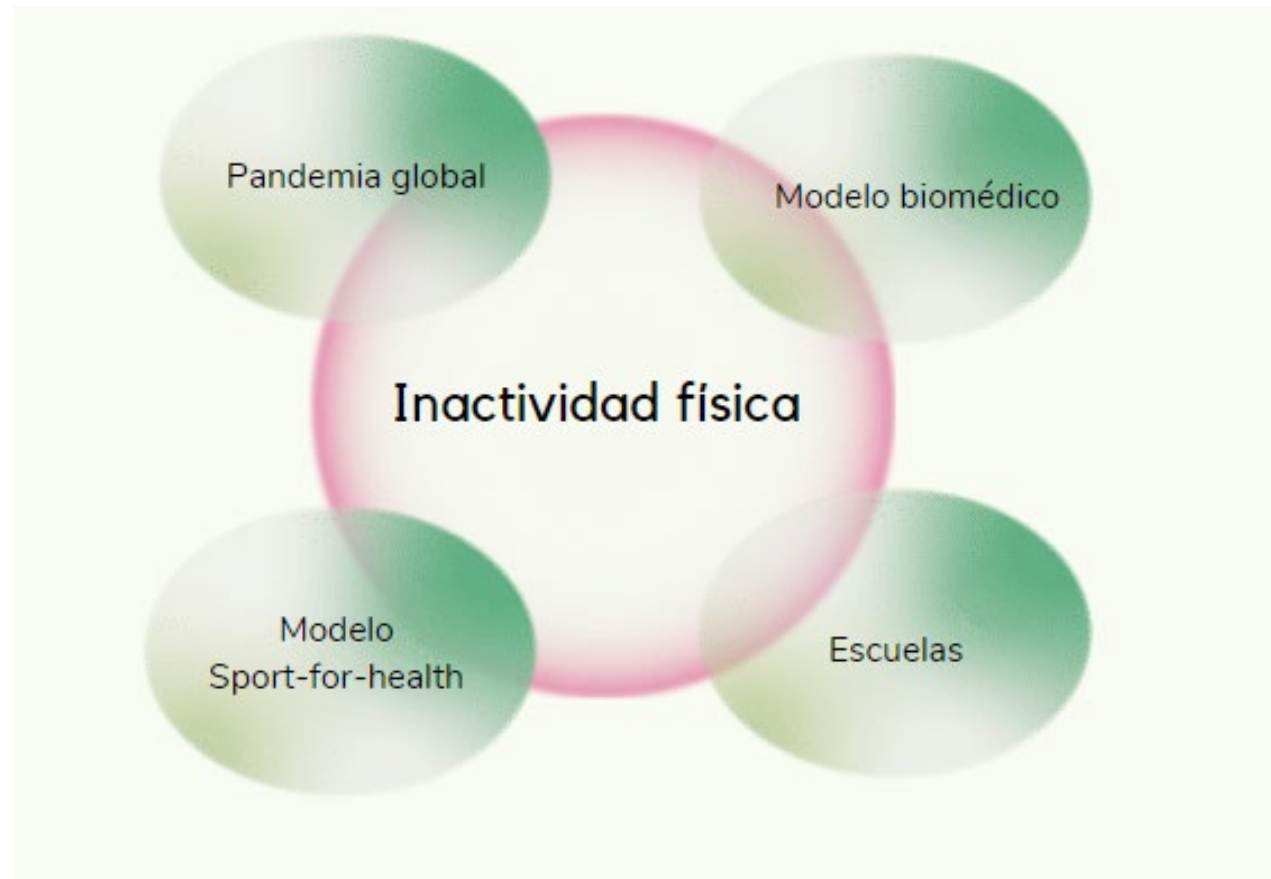 Pandemia global
Modelo biomédico
Inactividad física
Modelo
Sport-for-health
Escuelas